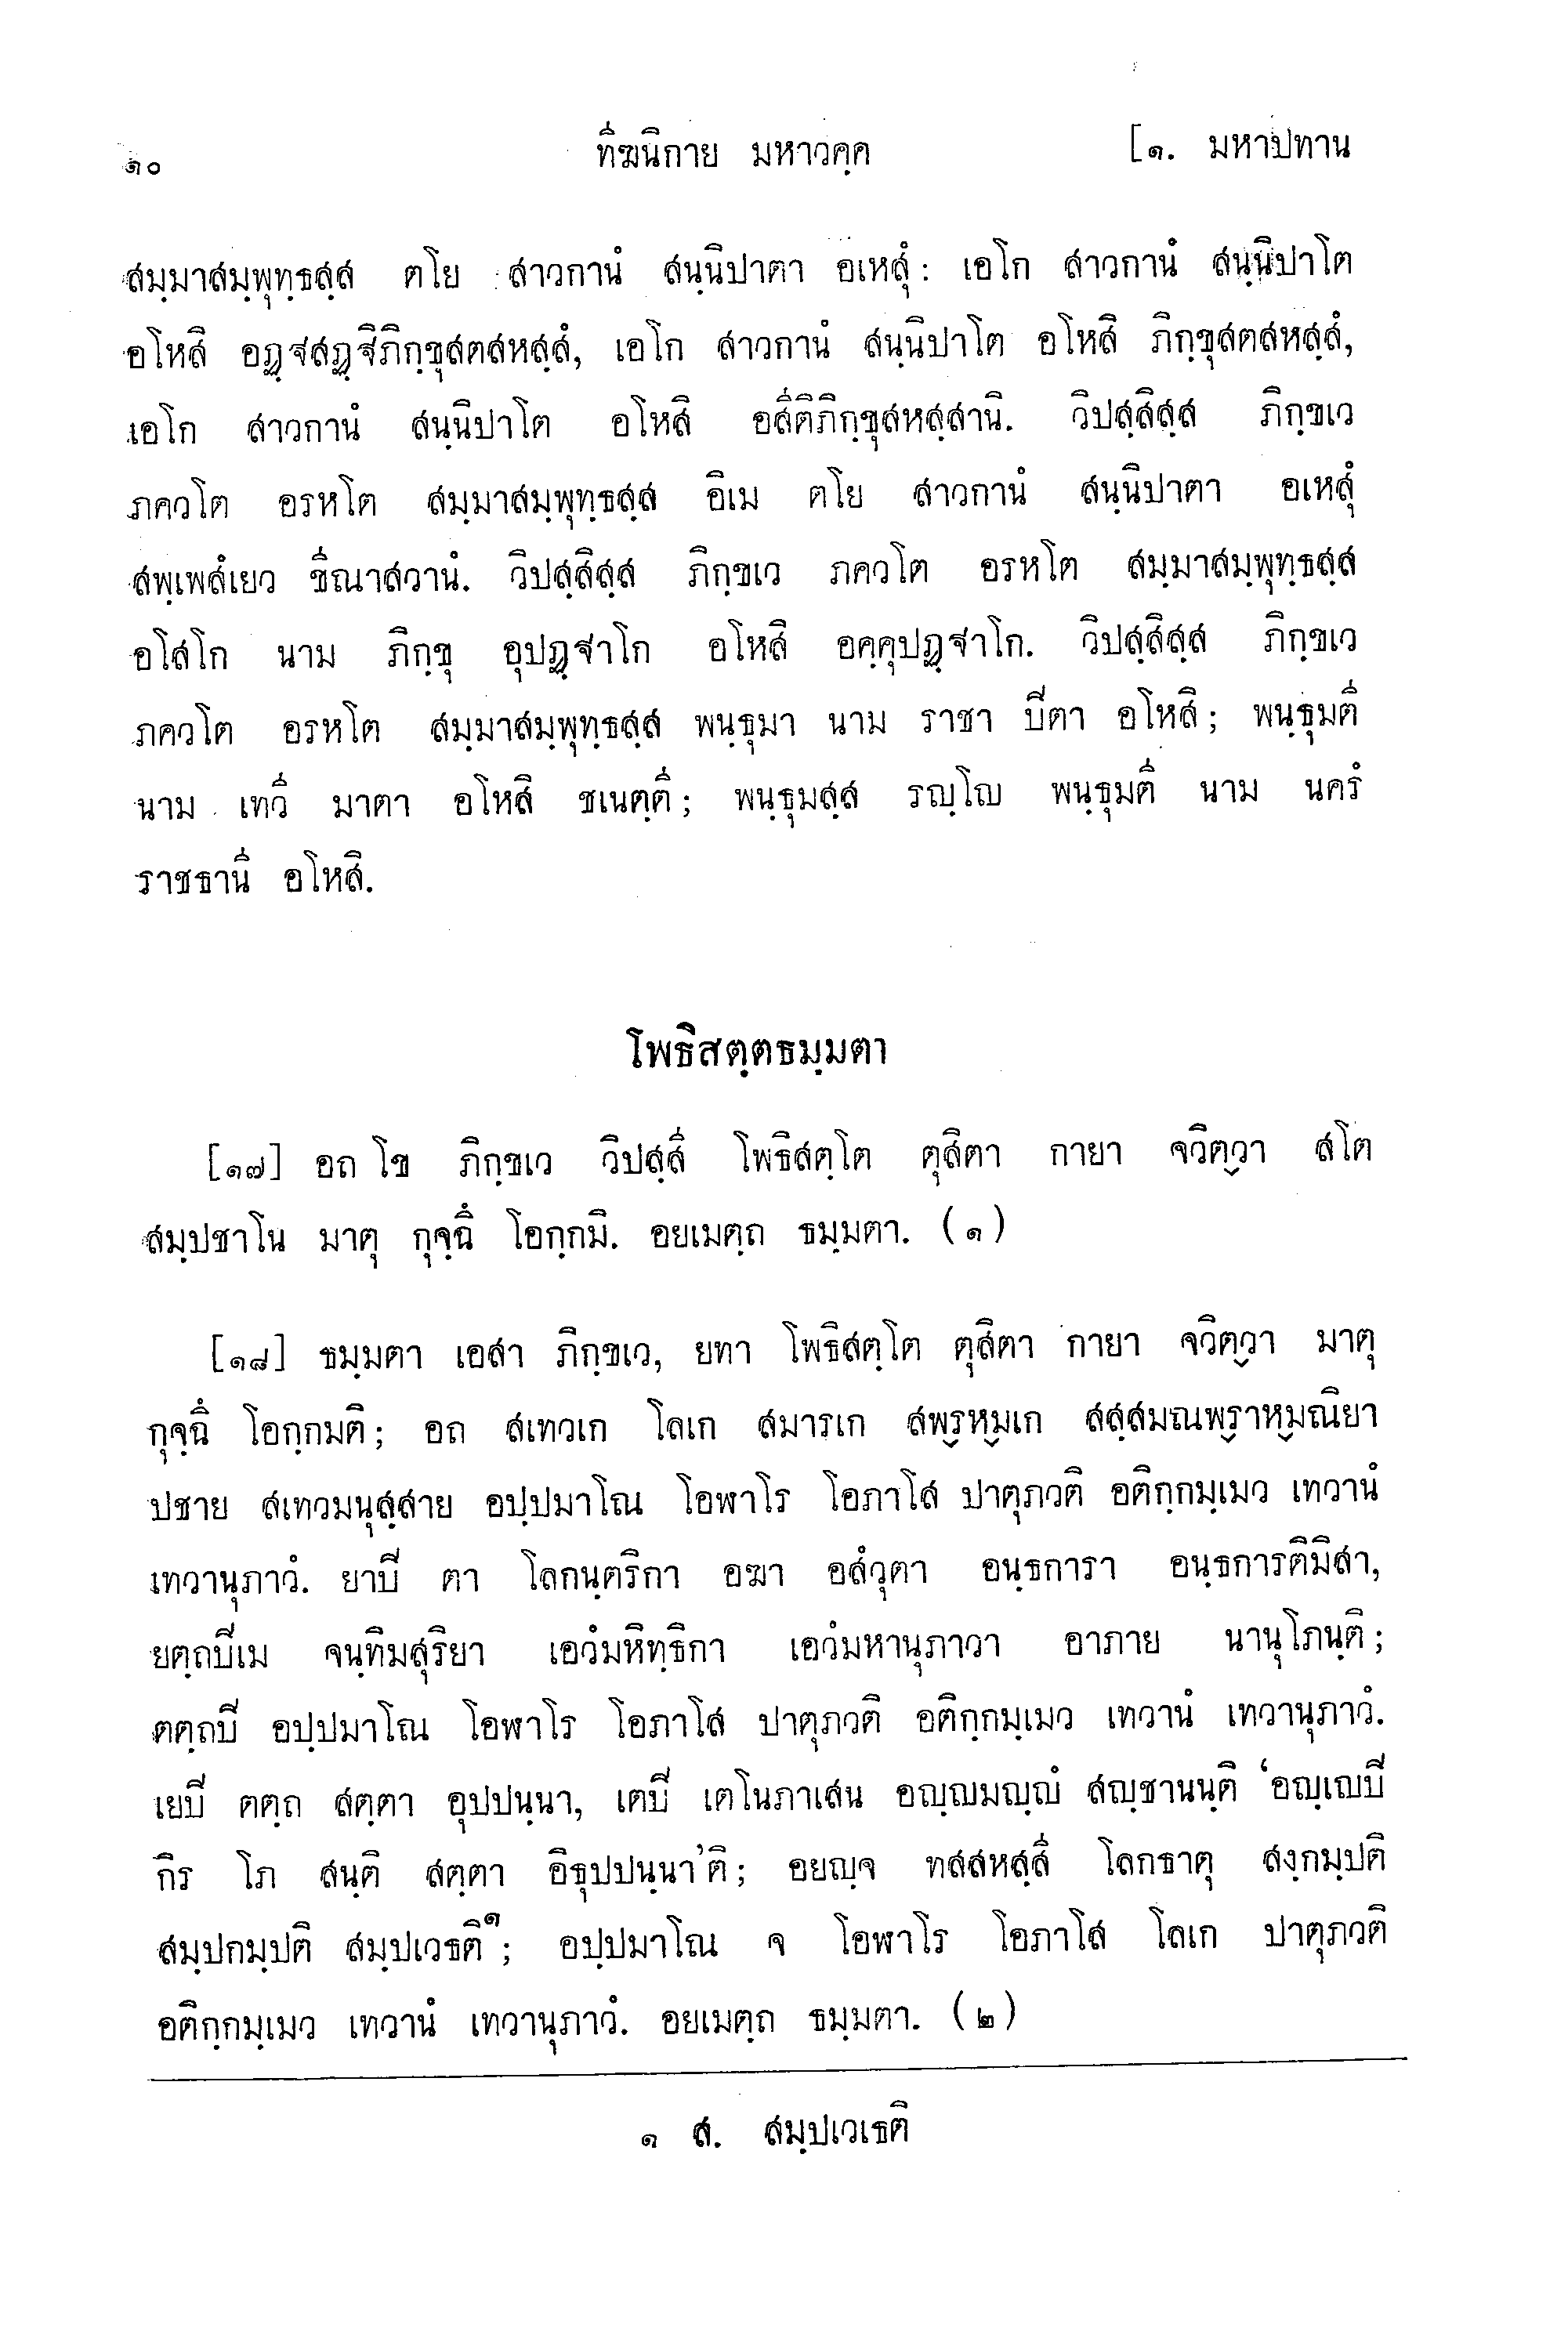 ๑๐ ทีฆนิกาย มหาวคฺค [๑. มหาปทาน
สมฺมาสมฺพุทฺธสฺส ตโย สาวกานํ สนฺนิปาตา อเหสุํ: เอโก สาวกานํ สนฺนิปาโต
อโหสิ อฏฺฐสฏฺฐิภิกฺขุสตสหสฺสํ, เอโก สาวกานํ สนฺนิปาโต อโหสิ ภิกฺขุสตสหสฺสํ,
เอโก สาวกานํ สนฺนิปาโต อโหสิ อสีติภิกฺขุสหสฺสานิ. วิปสฺสิสฺส ภิกฺขเว
ภควโต อรหโต สมฺมาสมฺพุทฺธสฺส อิเม ตโย สาวกานํ สนฺนิปาตา อเหสุํ
สพฺเพสํเยว ขีณาสวานํ. วิปสฺสิสฺส ภิกฺขเว ภควโต อรหโต สมฺมาสมฺพุทฺธสฺส
อโสโก นาม ภิกฺขุ อุปฏฺฐาโก อโหสิ อคฺคุปฏฺฐาโก. วิปสฺสิสฺส ภิกฺขเว
ภควโต อรหโต สมฺมาสมฺพุทฺธสฺส พนฺธุมา นาม ราชา ปิตา อโหสิ; พนฺธุมตี
นาม เทวี มาตา อโหสิ ชเนตฺตี; พนฺธุมสฺส รญฺโญ พนฺธุมตี นาม นครํ
ราชธานี อโหสิ.
โพธิสตฺตธมฺมตา
[๑๗] อถ โข ภิกฺขเว วิปสฺสี โพธิสตฺโต ตุสิตา กายา จวิตฺวา สโต
สมฺปชาโน มาตุ กุจฺฉึ โอกฺกมิ. อยเมตฺถ ธมฺมตา. (๑)
[๑๘] ธมฺมตา เอสา ภิกฺขเว, ยทา โพธิสตฺโต ตุสิตา กายา จวิตฺวา มาตุ
กุจฺฉึ โอกฺกมติ; อถ สเทวเก โลเก สมารเก สพฺรหฺมเก สสฺสมณพฺราหฺมณิยา
ปชาย สเทวมนุสฺสาย อปฺปมาโณ โอฬาโร โอภาโส ปาตุภวติ อติกฺกมฺเมว เทวานํ
เทวานุภาวํ. ยาปิ ตา โลกนฺตริกา อฆา อสํวุตา อนฺธการา อนฺธการติมิสา,
ยตฺถปิเม จนฺทิมสุริยา เอวํมหิทฺธิกา เอวํมหานุภาวา อาภาย นานุโภนฺติ;
ตตฺถปิ อปฺปมาโณ โอฬาโร โอภาโส ปาตุภวติ อติกฺกมฺเมว เทวานํ เทวานุภาวํ.
เยปิ ตตฺถ สตฺตา อุปปนฺนา, เตปิ เตโนภาเสน อญฺญมญฺญํ สญฺชานนฺติ ‘อญฺเญปิ
กิร โภ สนฺติ สตฺตา อิธุปปนฺนา’ติ; อยญฺจ ทสสหสฺสี โลกธาตุ สงฺกมฺปติ
สมฺปกมฺปติ สมฺปเวธติ๑; อปฺปมาโณ จ โอฬาโร โอภาโส โลเก ปาตุภวติ
อติกฺกมฺเมว เทวานํ เทวานุภาวํ. อยเมตฺถ ธมฺมตา. (๒)
๑ ส. สมฺปเวเธติ